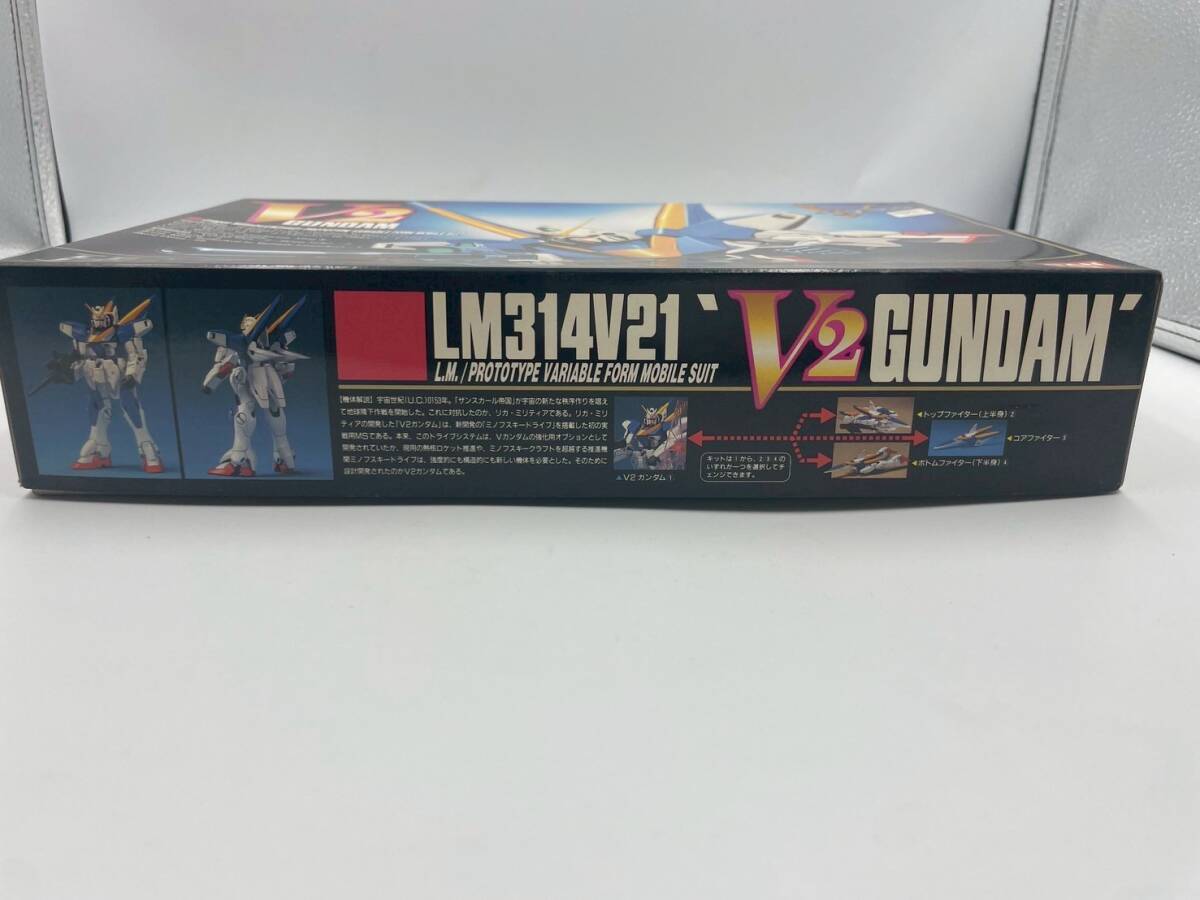 V2
GUNDAM
LM314V21 'V2 GUNDAM'
L.M./PROTOTYPE VARIABLE FORM MOBILE SUIT
【機体解説】宇宙世紀(U.C.)0153年。「ザンスカール帝国」が宇宙の新たな秩序作りを唱え
て地球降下作戦を開始した。これに対抗したのが、リガ・ミリティアである。リガ・ミリ
ティアの開発した「V2ガンダム」は、新開発の「ミノフスキードライブ」を搭載した初の実
戦用MSである。本来、このドライブシステムは、Vガンダムの強化用オプションとして
開発されていたが、現用の熱核ロケット推進や、ミノフスキークラフトを超越する推進機
関ミノフスキードライブは、強度的にも構造的にも新しい機体を必要とした。そのために
設計開発されたのがV2ガンダムである。
▲V2ガンダム1
キットは1から、2 3 4の
いずれか一つを選択してチ
ェンジできます。
◀トップファイター(上半身)2
◀コアファイター3
◀ボトムファイター(下半身)4